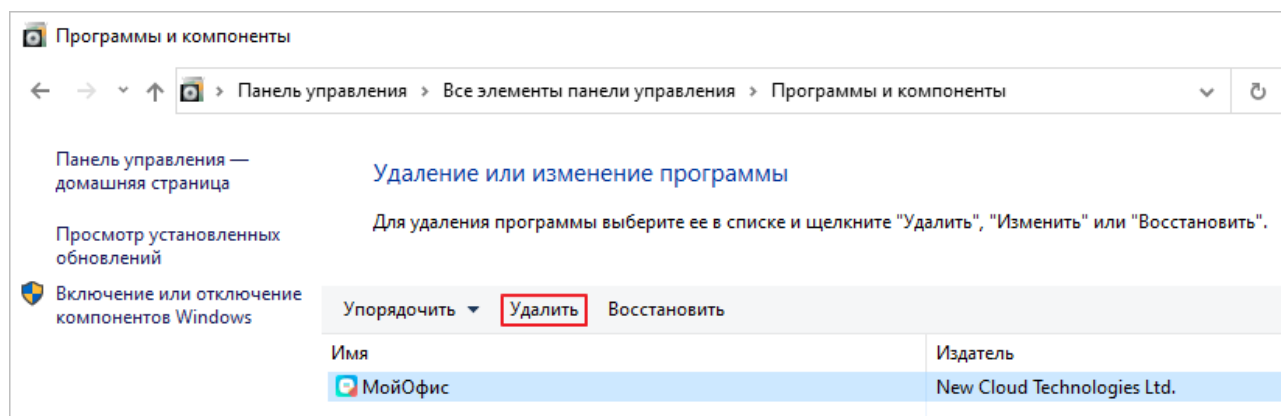 Программы и компоненты
Панель управления › Все элементы панели управления › Программы и компоненты
Панель управления —
домашняя страница
Просмотр установленных
обновлений
Включение или отключение
компонентов Windows
Удаление или изменение программы
Для удаления программы выберите ее в списке и щелкните "Удалить", "Изменить" или "Восстановить".
Упорядочить Удалить Восстановить
Имя Издатель
МойОфис New Cloud Technologies Ltd.